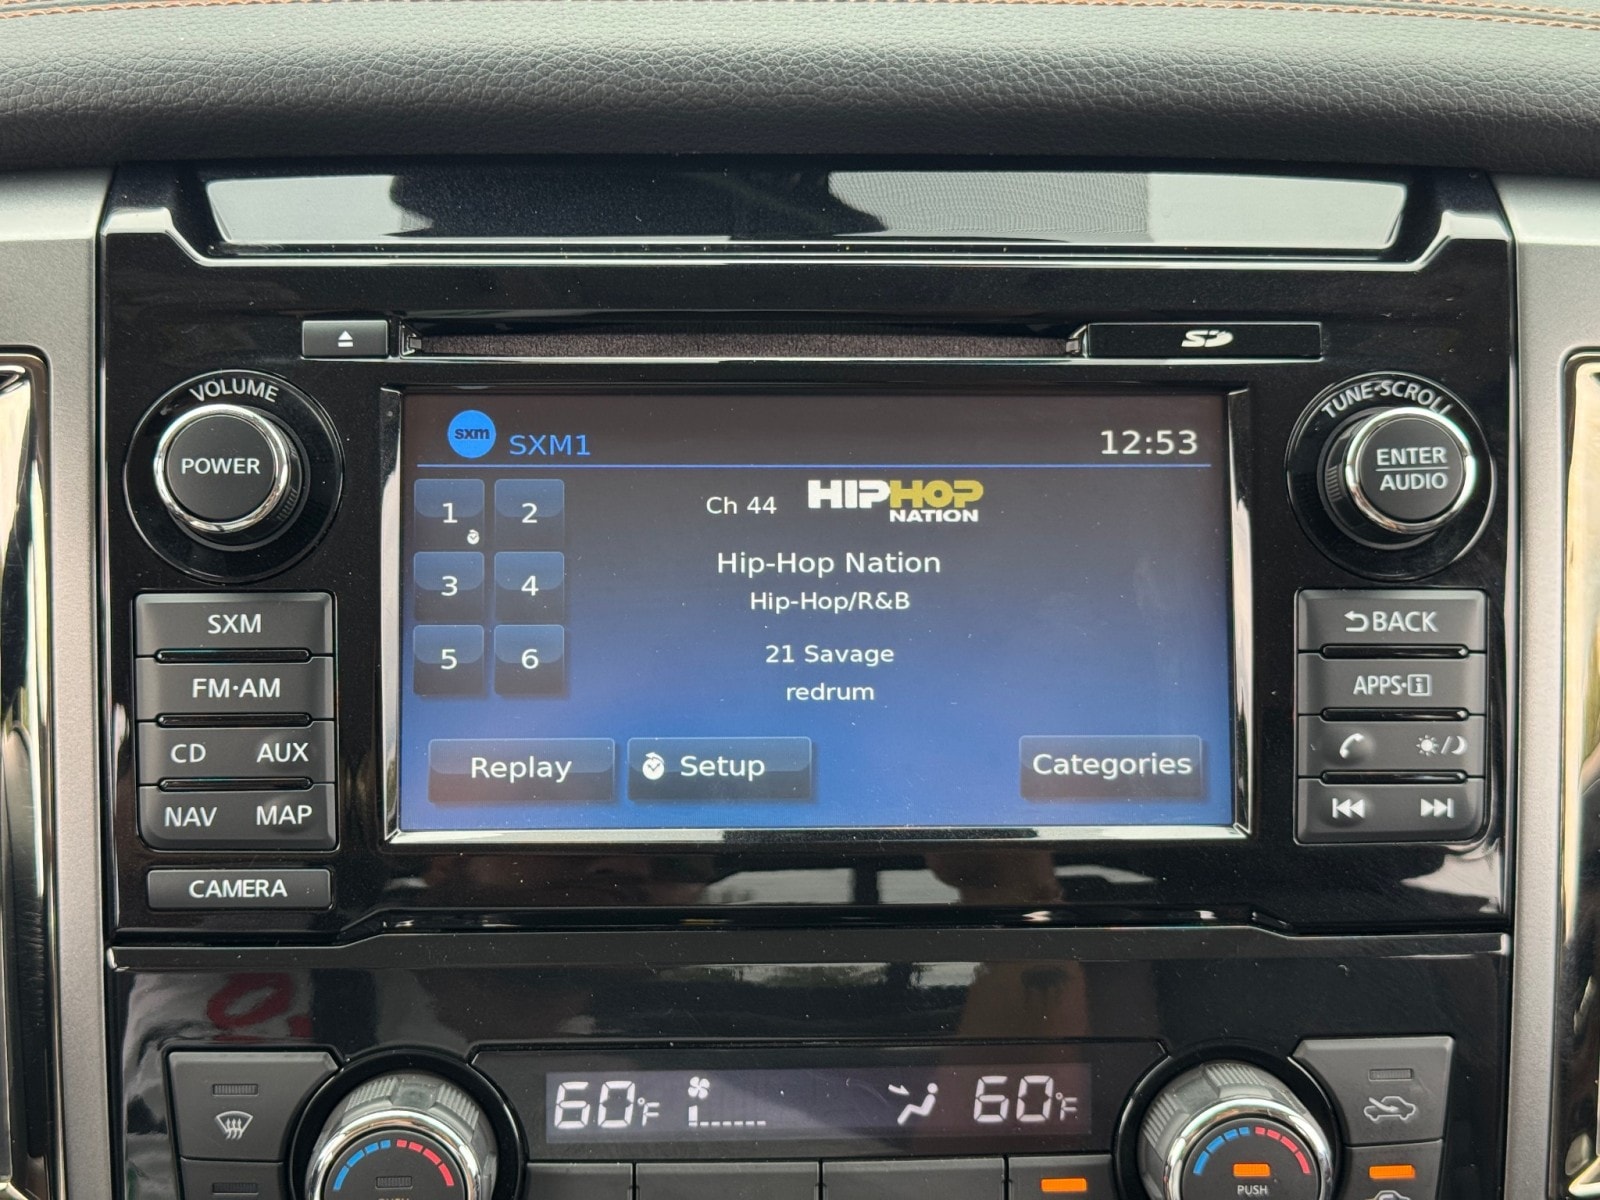 SD
VOLUME
POWER
TUNE·SCROLL
ENTER
AUDIO
sxm SXM1 12:53
1 2
3 4
5 6
Ch 44 HIPHOP
NATION
Hip-Hop Nation
Hip-Hop/R&B
21 Savage
redrum
Replay Setup Categories
SXM
FM·AM
CD AUX
NAV MAP
CAMERA
BACK
APPS·i
60°F 60°F
PUSH